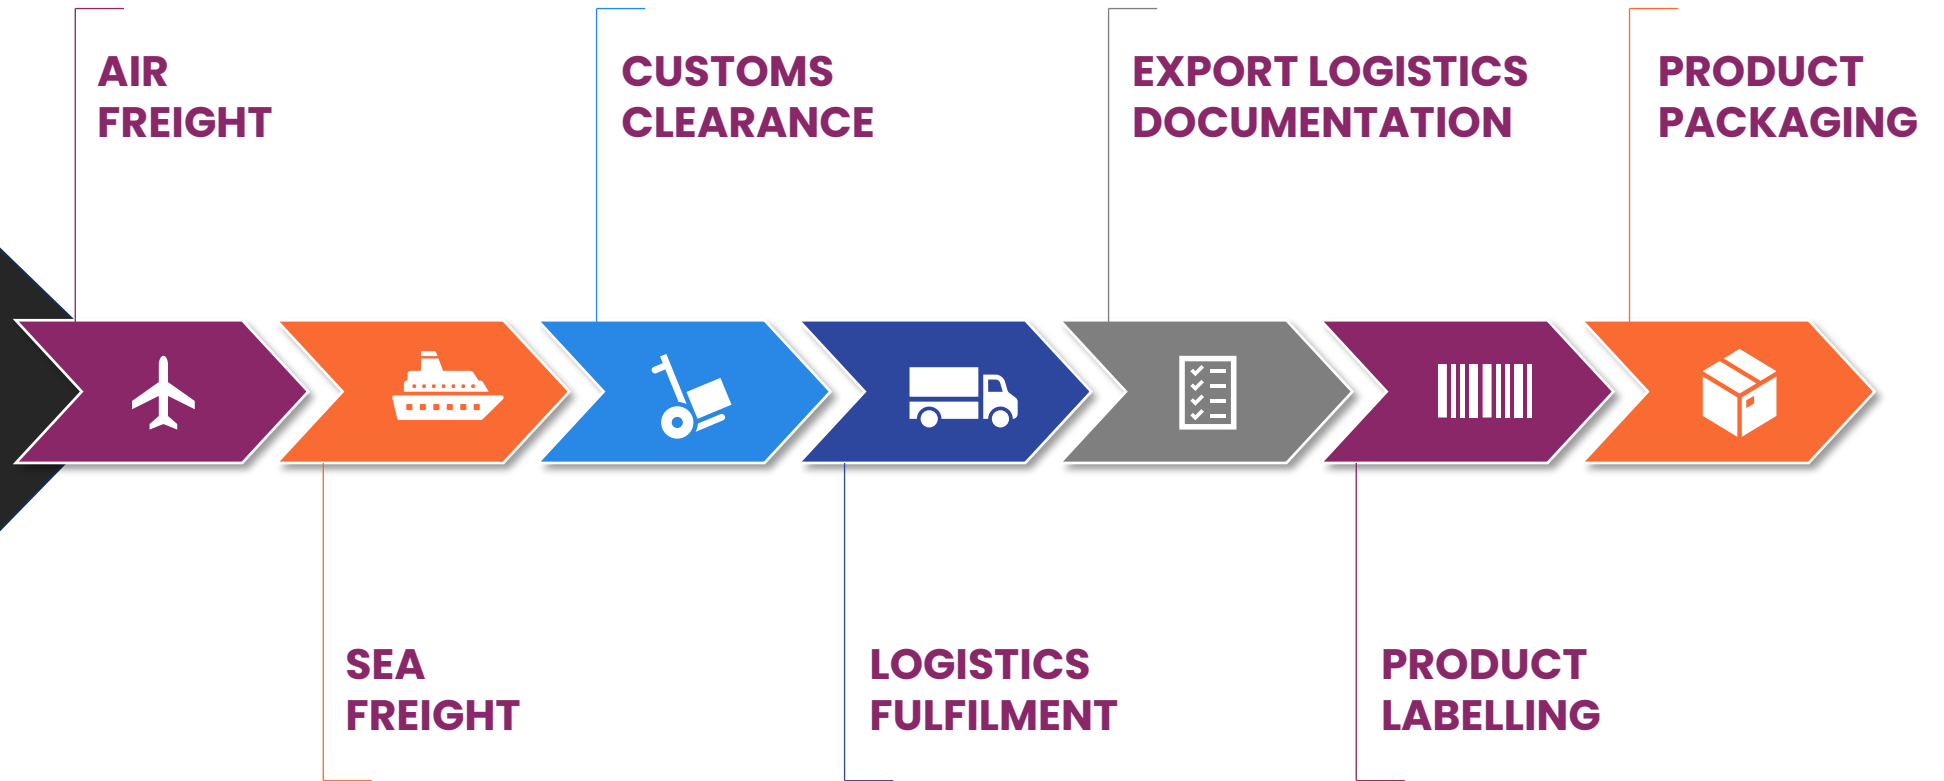 AIR
FREIGHT
CUSTOMS
CLEARANCE
EXPORT LOGISTICS
DOCUMENTATION
PRODUCT
PACKAGING
SEA
FREIGHT
LOGISTICS
FULFILMENT
PRODUCT
LABELLING